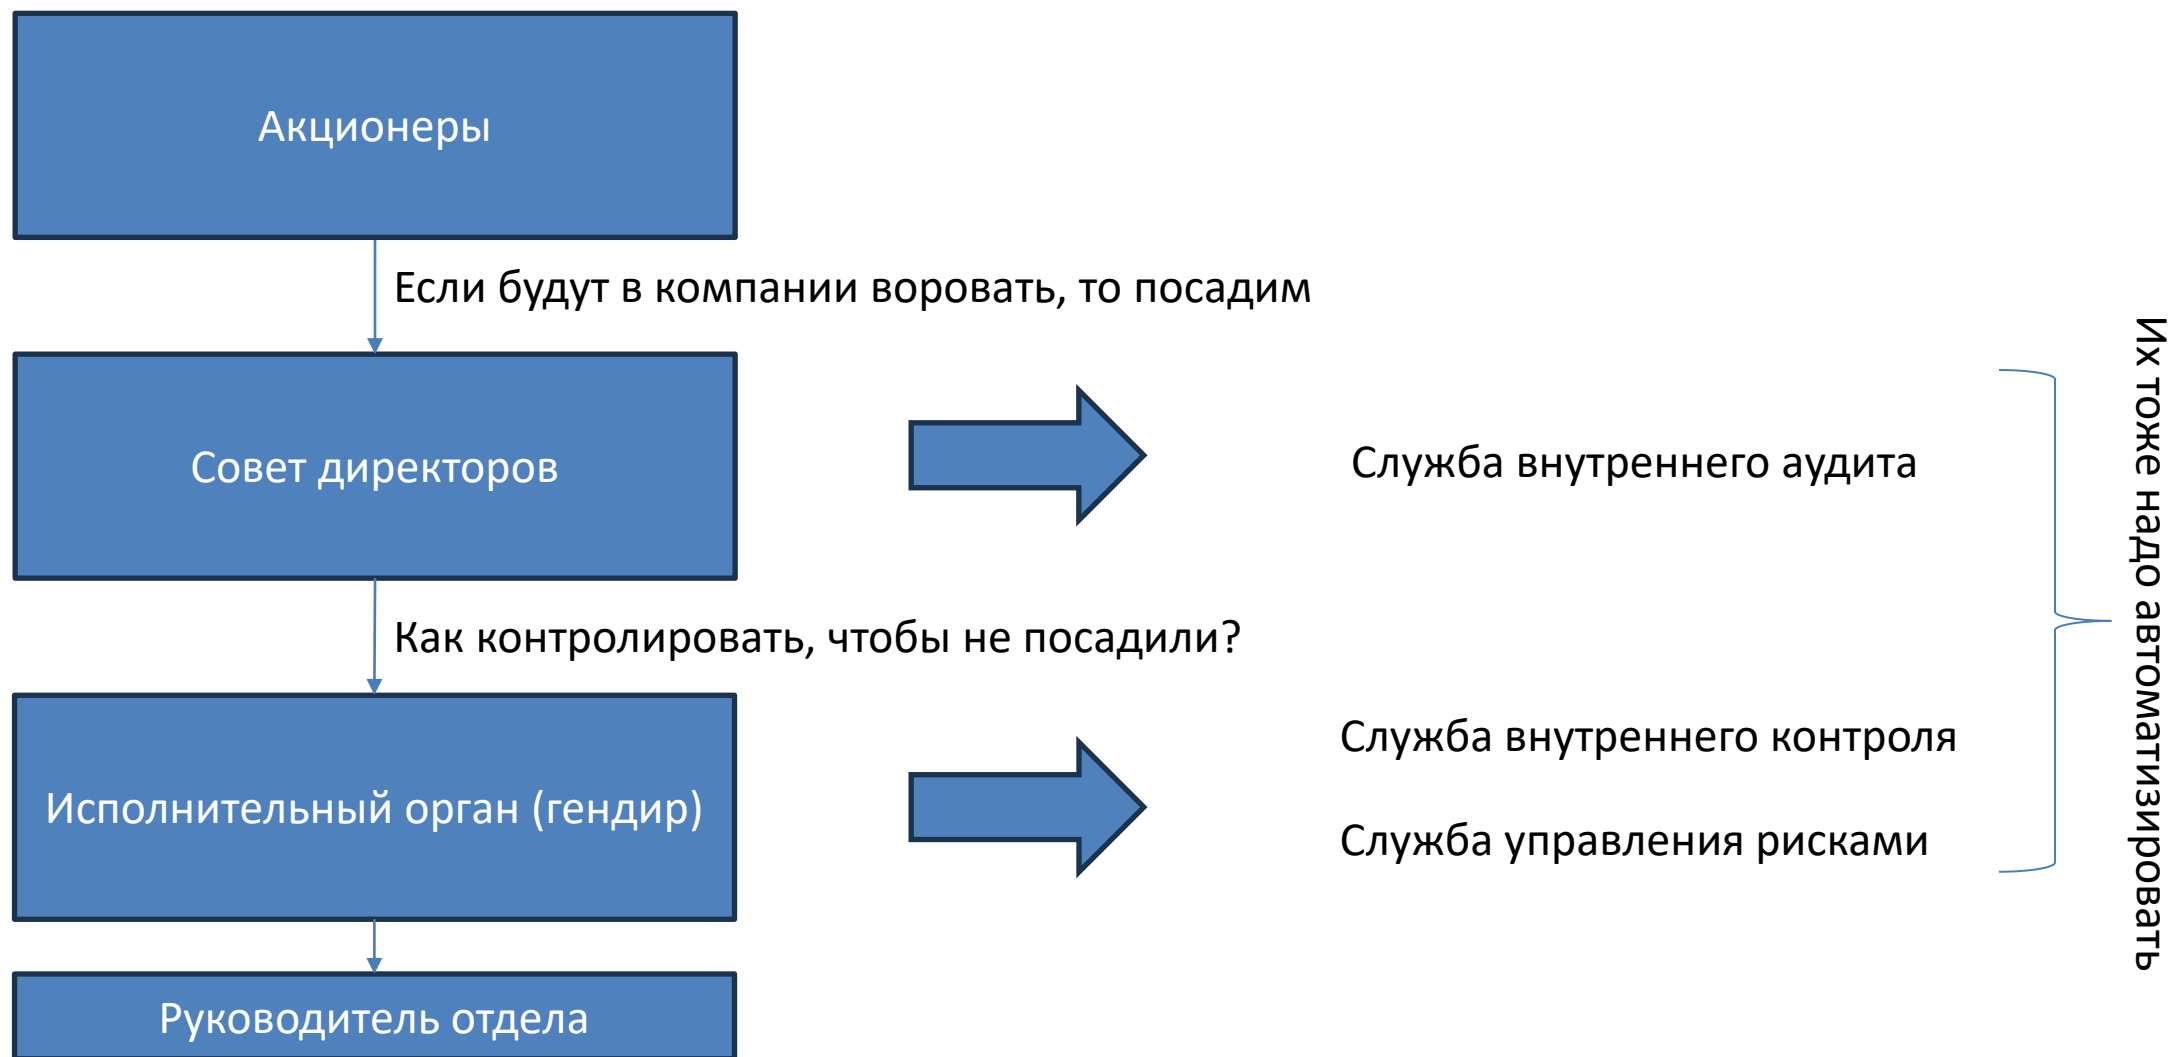 Акционеры
Если будут в компании воровать, то посадим
Совет директоров
Служба внутреннего аудита
Как контролировать, чтобы не посадили?
Исполнительный орган (гендир)
Служба внутреннего контроля
Служба управления рисками
Руководитель отдела
Их тоже надо автоматизировать